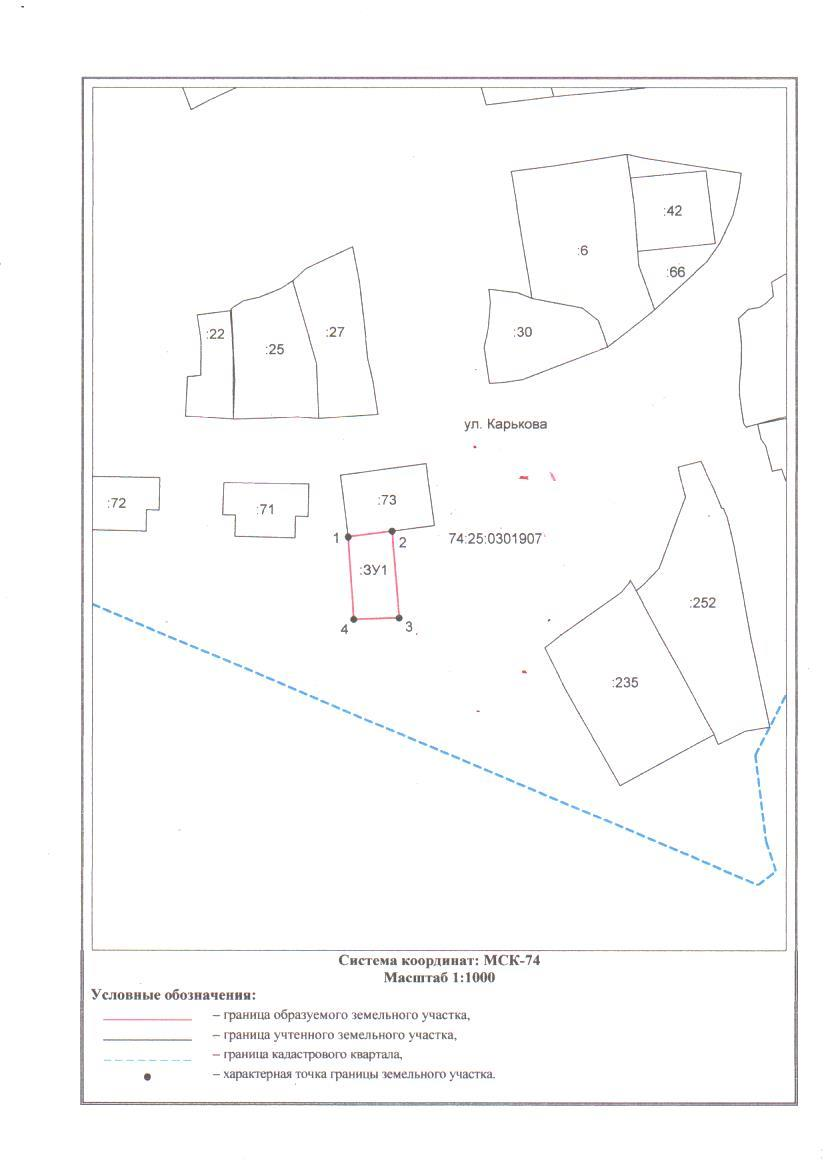 :42
:6
:66
:22
:25
:27
:30
ул. Карькова
:72
:71
:73
1
2
74:25:0301907
:ЗУ1
4
3
:252
:235
Система координат: МСК-74
Масштаб 1:1000
Условные обозначения:
– граница образуемого земельного участка,
– граница учтенного земельного участка,
– граница кадастрового квартала,
– характерная точка границы земельного участка.